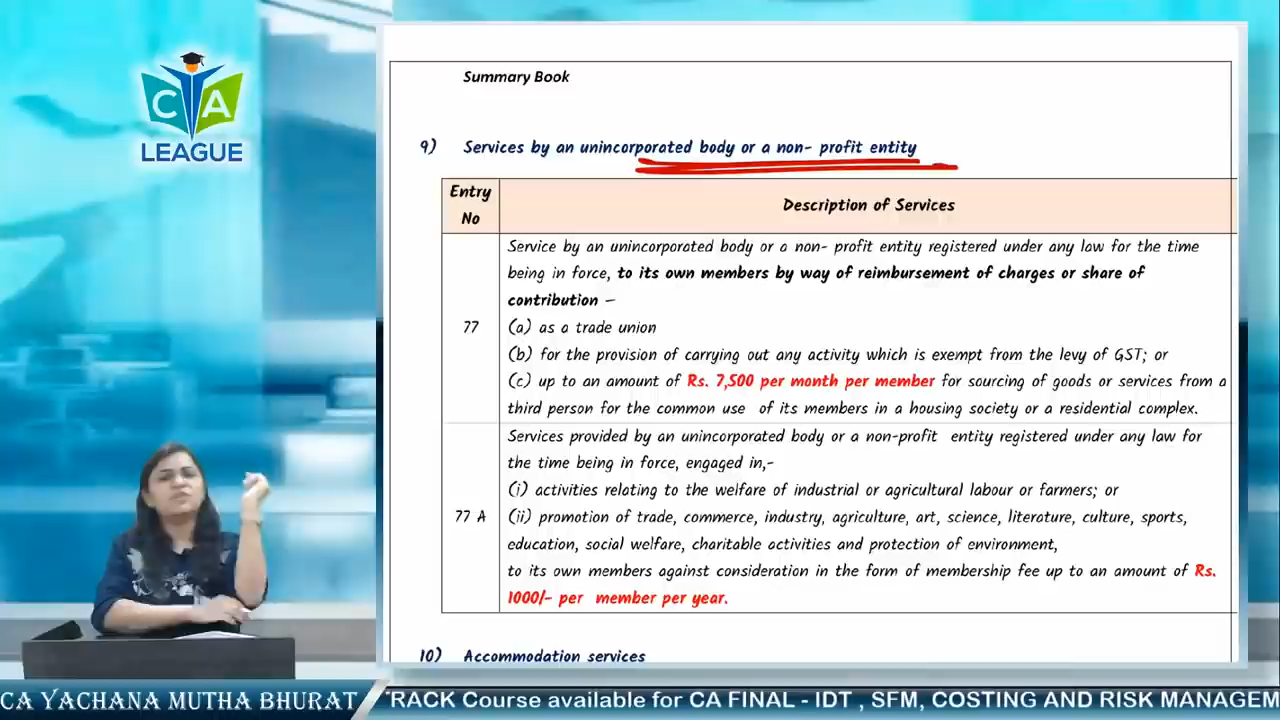 CA
LEAGUE
Summary Book
9) Services by an unincorporated body or a non- profit entity
Entry No
Description of Services
77
Service by an unincorporated body or a non- profit entity registered under any law for the time
being in force, to its own members by way of reimbursement of charges or share of
contribution –
(a) as a trade union
(b) for the provision of carrying out any activity which is exempt from the levy of GST; or
(c) up to an amount of Rs. 7,500 per month per member for sourcing of goods or services from a
third person for the common use of its members in a housing society or a residential complex.
77 A
Services provided by an unincorporated body or a non-profit entity registered under any law for
the time being in force, engaged in,-
(i) activities relating to the welfare of industrial or agricultural labour or farmers; or
(ii) promotion of trade, commerce, industry, agriculture, art, science, literature, culture, sports,
education, social welfare, charitable activities and protection of environment,
to its own members against consideration in the form of membership fee up to an amount of Rs.
1000/- per member per year.
10) Accommodation services
CA YACHANA MUTHA BHURAT
TRACK Course available for CA FINAL - IDT , SFM, COSTING AND RISK MANAGEM